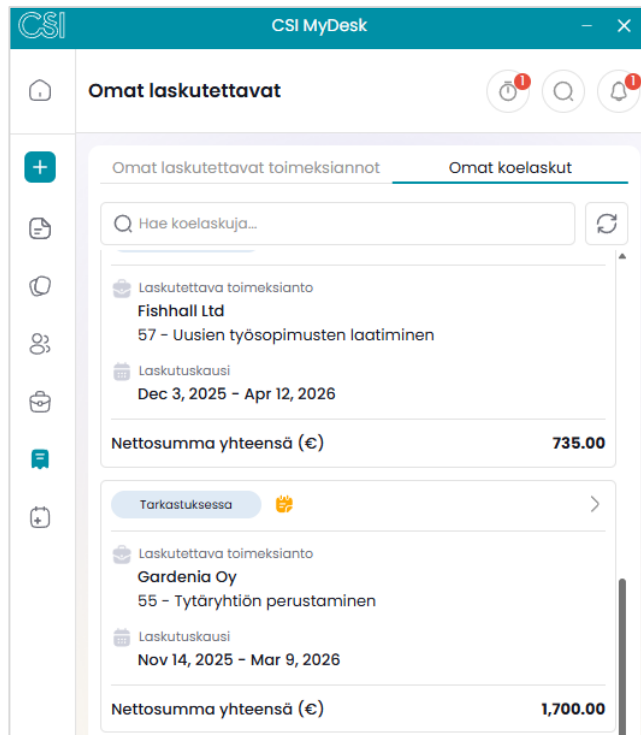 CSI
CSI MyDesk
Omat laskutettavat
1
1
Omat laskutettavat toimeksiannot
Omat koelaskut
Hae koelaskuja...
Laskutettava toimeksianto
Fishhall Ltd
57 - Uusien työsopimusten laatiminen
Laskutuskausi
Dec 3, 2025 - Apr 12, 2026
Nettosumma yhteensä (€) 735.00
Tarkastuksessa
Laskutettava toimeksianto
Gardenia Oy
55 - Tytäryhtiön perustaminen
Laskutuskausi
Nov 14, 2025 - Mar 9, 2026
Nettosumma yhteensä (€) 1,700.00